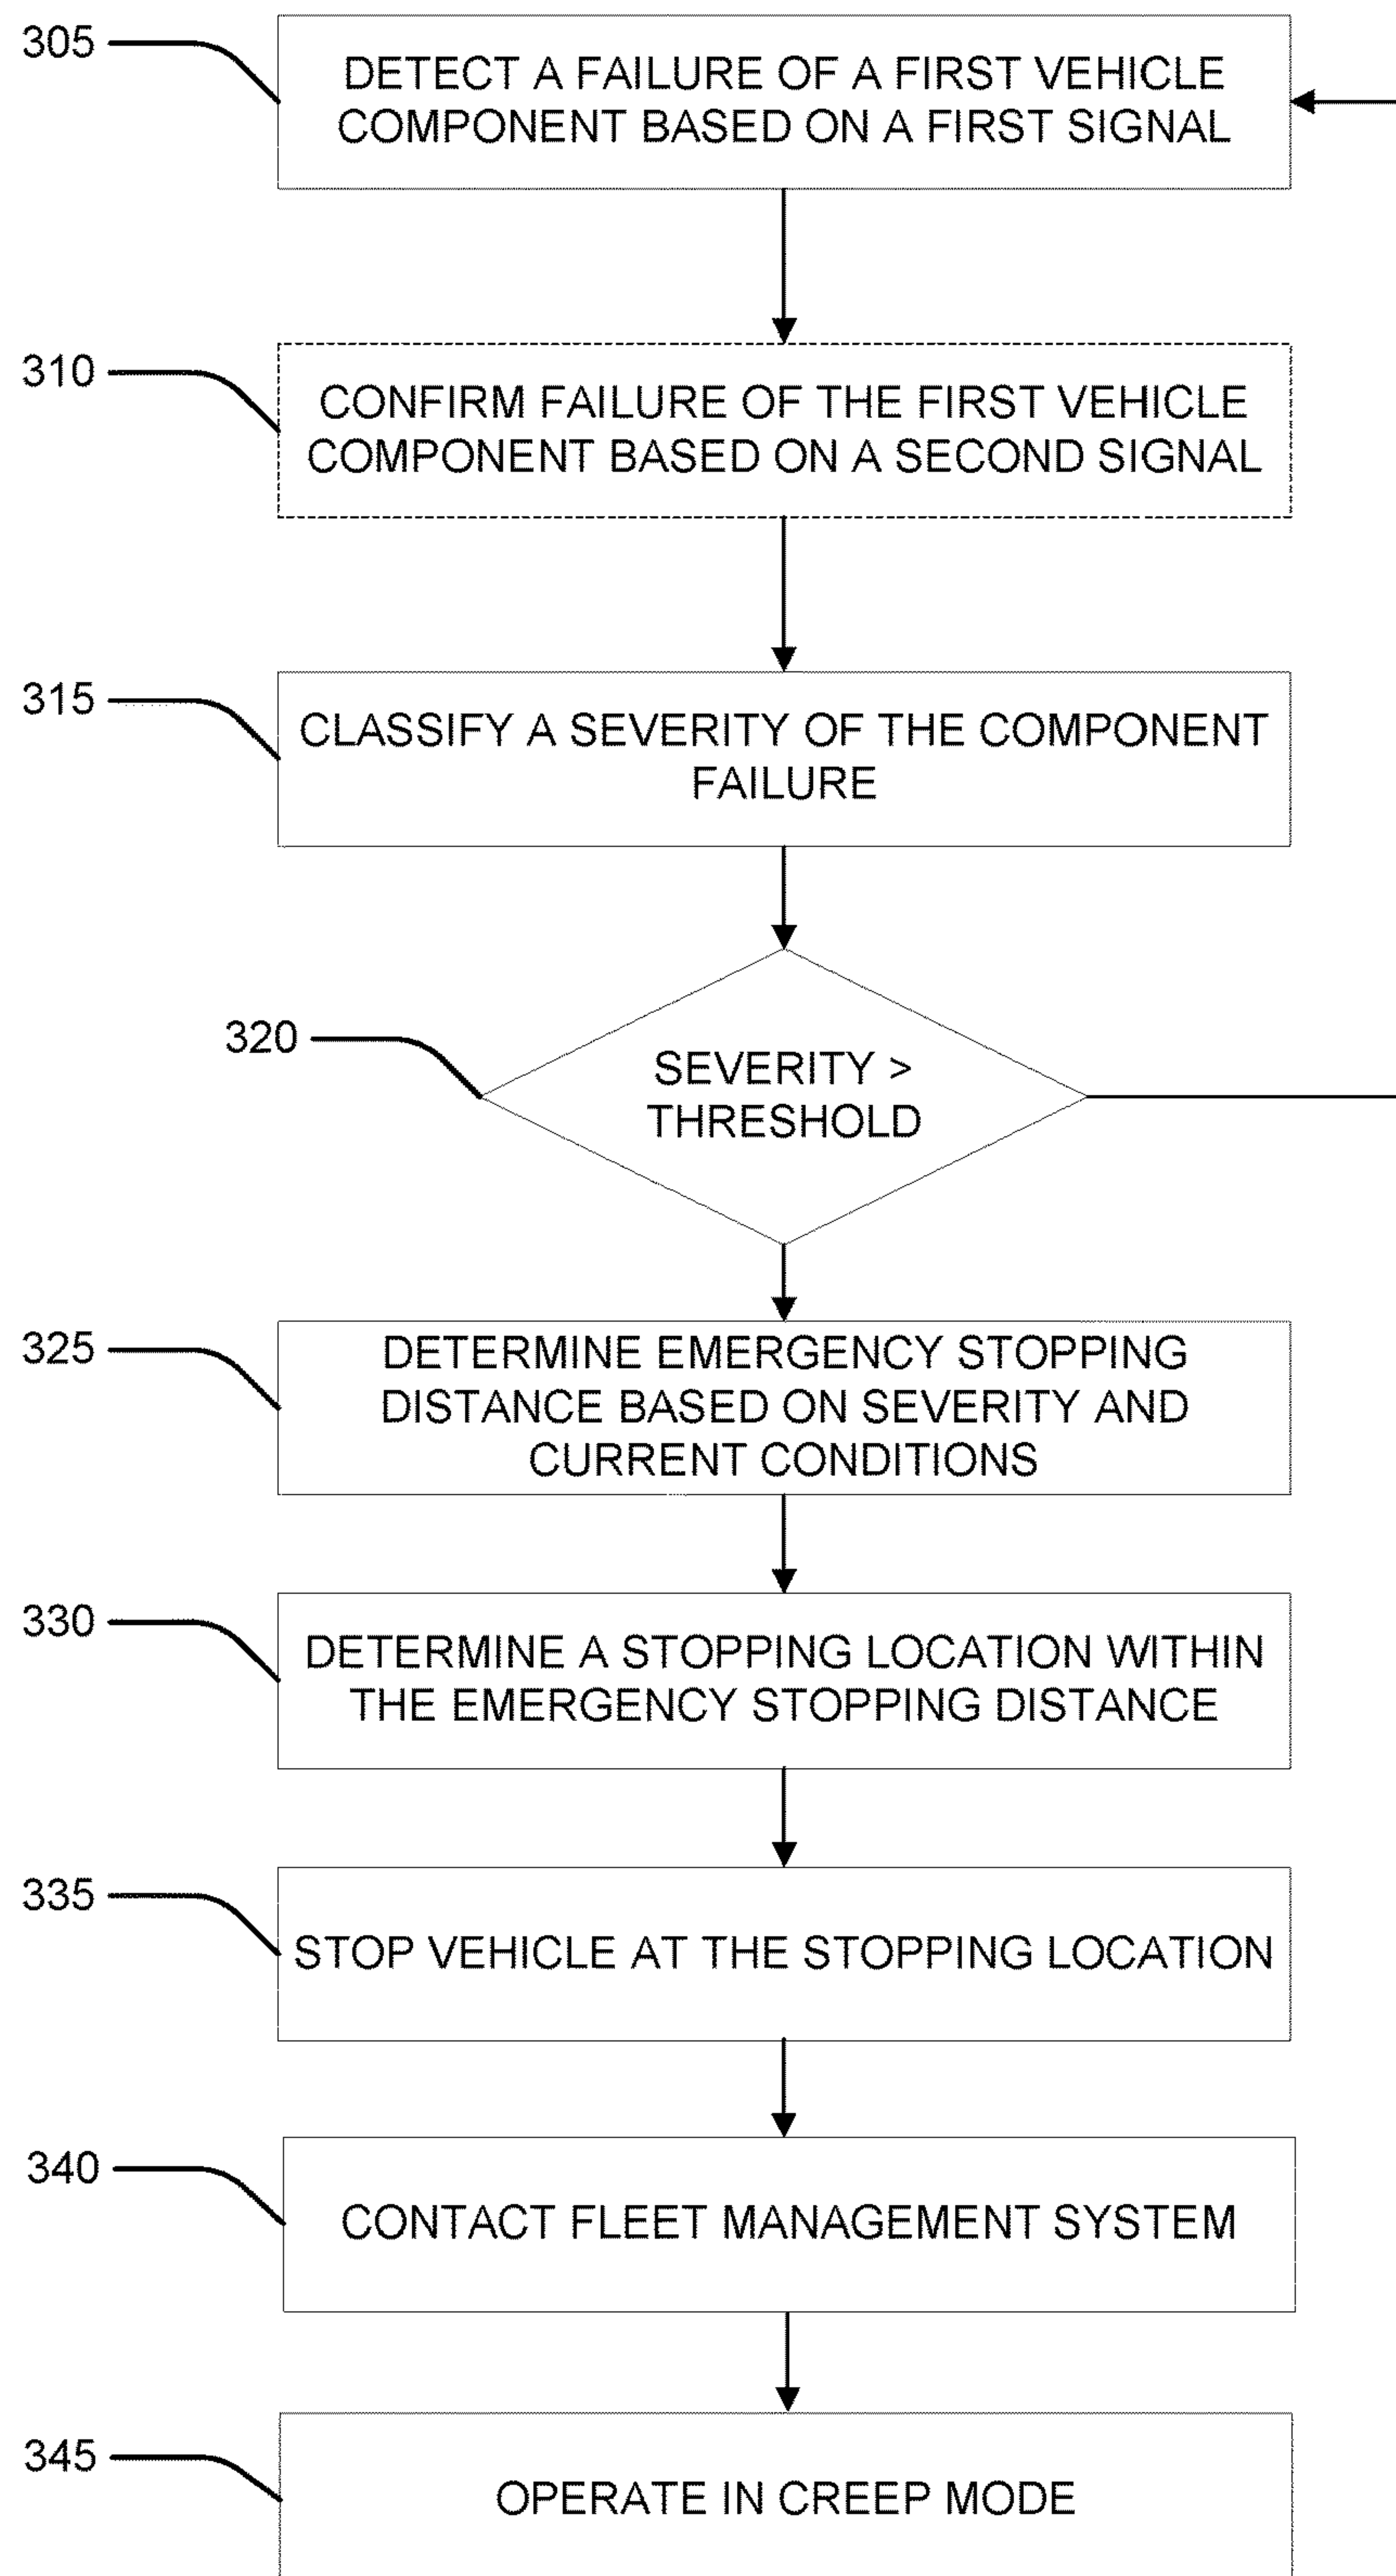 305
DETECT A FAILURE OF A FIRST VEHICLE
COMPONENT BASED ON A FIRST SIGNAL
310
CONFIRM FAILURE OF THE FIRST VEHICLE
COMPONENT BASED ON A SECOND SIGNAL
315
CLASSIFY A SEVERITY OF THE COMPONENT
FAILURE
320
SEVERITY >
THRESHOLD
325
DETERMINE EMERGENCY STOPPING
DISTANCE BASED ON SEVERITY AND
CURRENT CONDITIONS
330
DETERMINE A STOPPING LOCATION WITHIN
THE EMERGENCY STOPPING DISTANCE
335
STOP VEHICLE AT THE STOPPING LOCATION
340
CONTACT FLEET MANAGEMENT SYSTEM
345
OPERATE IN CREEP MODE